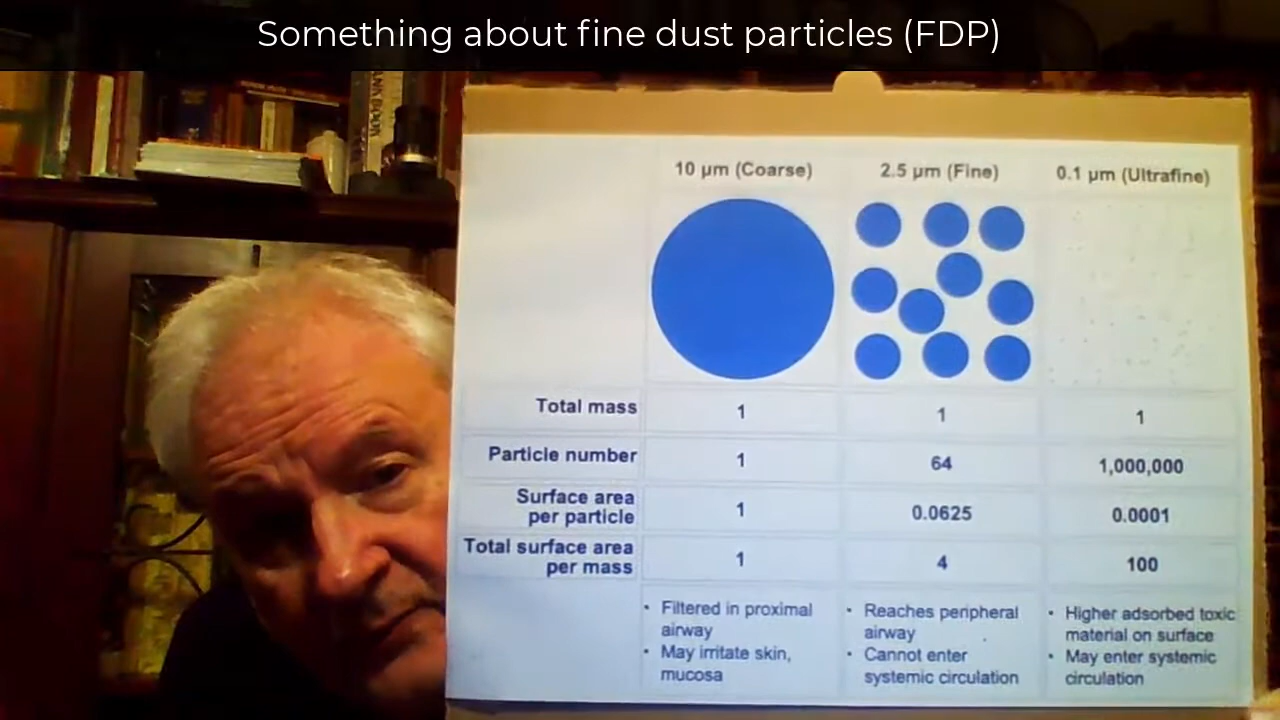 Something about fine dust particles (FDP)
10 µm (Coarse) 2.5 µm (Fine) 0.1 µm (Ultrafine)
Total mass 1 1 1
Particle number 1 64 1,000,000
Surface area
per particle 1 0.0625 0.0001
Total surface area
per mass 1 4 100
• Filtered in proximal
airway
• May irritate skin,
mucosa
• Reaches peripheral
airway
• Cannot enter
systemic circulation
• Higher adsorbed toxic
material on surface
• May enter systemic
circulation